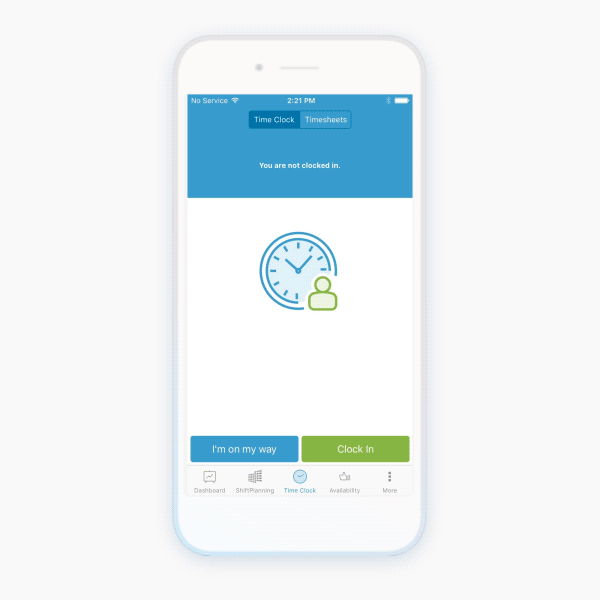 No Service 2:21 PM
Time Clock Timesheets
You are not clocked in.
I'm on my way Clock In
Dashboard ShiftPlanning Time Clock Availability More